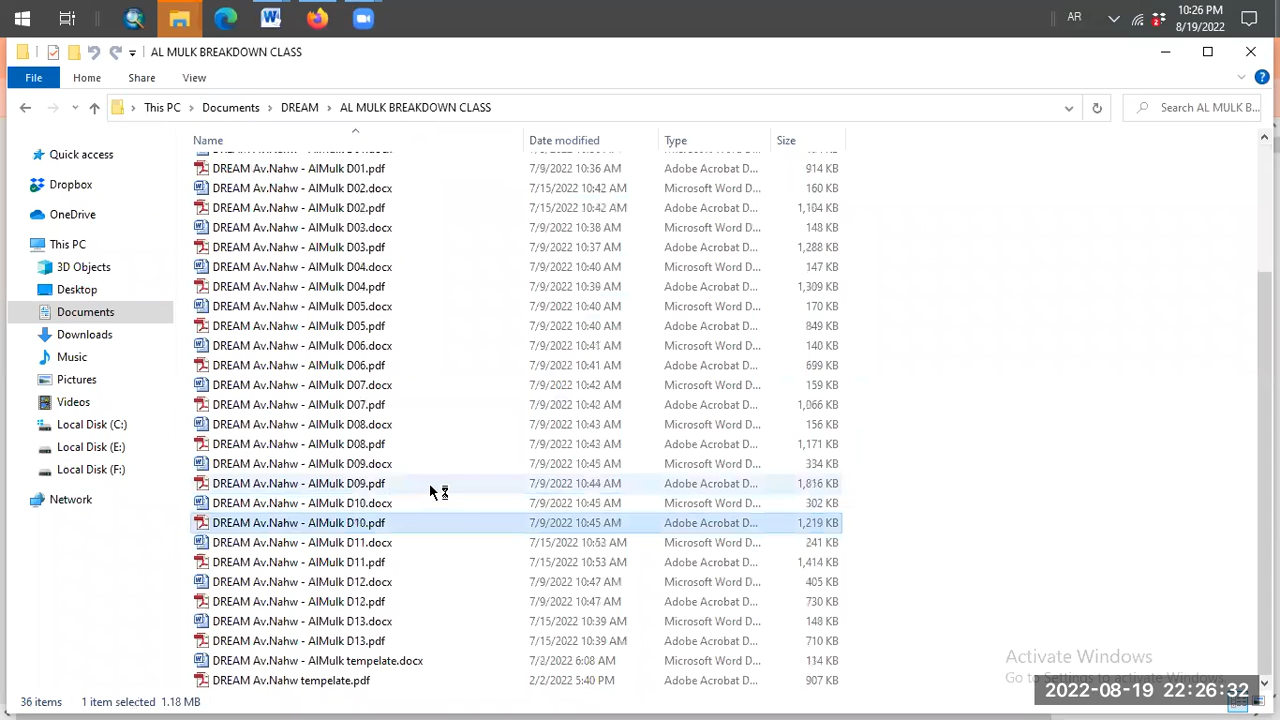 AR
10:26 PM
8/19/2022
2
AL MULK BREAKDOWN CLASS
File Home Share View
This PC Documents DREAM AL MULK BREAKDOWN CLASS
Search AL MULK B...
Name Date modified Type Size
Quick access
Dropbox
OneDrive
This PC
3D Objects
Desktop
Documents
Downloads
Music
Pictures
Videos
Local Disk (C:)
Local Disk (E:)
Local Disk (F:)
Network
DREAM Av.Nahw - AlMulk D01.pdf 7/9/2022 10:36 AM Adobe Acrobat D... 914 KB
DREAM Av.Nahw - AlMulk D02.docx 7/15/2022 10:42 AM Microsoft Word D... 160 KB
DREAM Av.Nahw - AlMulk D02.pdf 7/15/2022 10:42 AM Adobe Acrobat D... 1,104 KB
DREAM Av.Nahw - AlMulk D03.docx 7/9/2022 10:38 AM Microsoft Word D... 148 KB
DREAM Av.Nahw - AlMulk D03.pdf 7/9/2022 10:37 AM Adobe Acrobat D... 1,288 KB
DREAM Av.Nahw - AlMulk D04.docx 7/9/2022 10:40 AM Microsoft Word D... 147 KB
DREAM Av.Nahw - AlMulk D04.pdf 7/9/2022 10:39 AM Adobe Acrobat D... 1,309 KB
DREAM Av.Nahw - AlMulk D05.docx 7/9/2022 10:40 AM Microsoft Word D... 170 KB
DREAM Av.Nahw - AlMulk D05.pdf 7/9/2022 10:40 AM Adobe Acrobat D... 849 KB
DREAM Av.Nahw - AlMulk D06.docx 7/9/2022 10:41 AM Microsoft Word D... 140 KB
DREAM Av.Nahw - AlMulk D06.pdf 7/9/2022 10:41 AM Adobe Acrobat D... 699 KB
DREAM Av.Nahw - AlMulk D07.docx 7/9/2022 10:42 AM Microsoft Word D... 159 KB
DREAM Av.Nahw - AlMulk D07.pdf 7/9/2022 10:42 AM Adobe Acrobat D... 1,066 KB
DREAM Av.Nahw - AlMulk D08.docx 7/9/2022 10:43 AM Microsoft Word D... 156 KB
DREAM Av.Nahw - AlMulk D08.pdf 7/9/2022 10:43 AM Adobe Acrobat D... 1,171 KB
DREAM Av.Nahw - AlMulk D09.docx 7/9/2022 10:45 AM Microsoft Word D... 334 KB
DREAM Av.Nahw - AlMulk D09.pdf 7/9/2022 10:44 AM Adobe Acrobat D... 1,816 KB
DREAM Av.Nahw - AlMulk D10.docx 7/9/2022 10:45 AM Microsoft Word D... 302 KB
DREAM Av.Nahw - AlMulk D10.pdf 7/9/2022 10:45 AM Adobe Acrobat D... 1,219 KB
DREAM Av.Nahw - AlMulk D11.docx 7/15/2022 10:53 AM Microsoft Word D... 241 KB
DREAM Av.Nahw - AlMulk D11.pdf 7/15/2022 10:53 AM Adobe Acrobat D... 1,414 KB
DREAM Av.Nahw - AlMulk D12.docx 7/9/2022 10:47 AM Microsoft Word D... 405 KB
DREAM Av.Nahw - AlMulk D12.pdf 7/9/2022 10:47 AM Adobe Acrobat D... 730 KB
DREAM Av.Nahw - AlMulk D13.docx 7/15/2022 10:39 AM Microsoft Word D... 148 KB
DREAM Av.Nahw - AlMulk D13.pdf 7/15/2022 10:39 AM Adobe Acrobat D... 710 KB
DREAM Av.Nahw - AlMulk tempelate.docx 7/2/2022 6:08 AM Microsoft Word D... 134 KB
DREAM Av.Nahw tempelate.pdf 2/2/2022 5:40 PM Adobe Acrobat D... 907 KB
Activate Windows
Go to Settings to activate Windows.
2022-08-19 22:26:32
36 items 1 item selected 1.18 MB